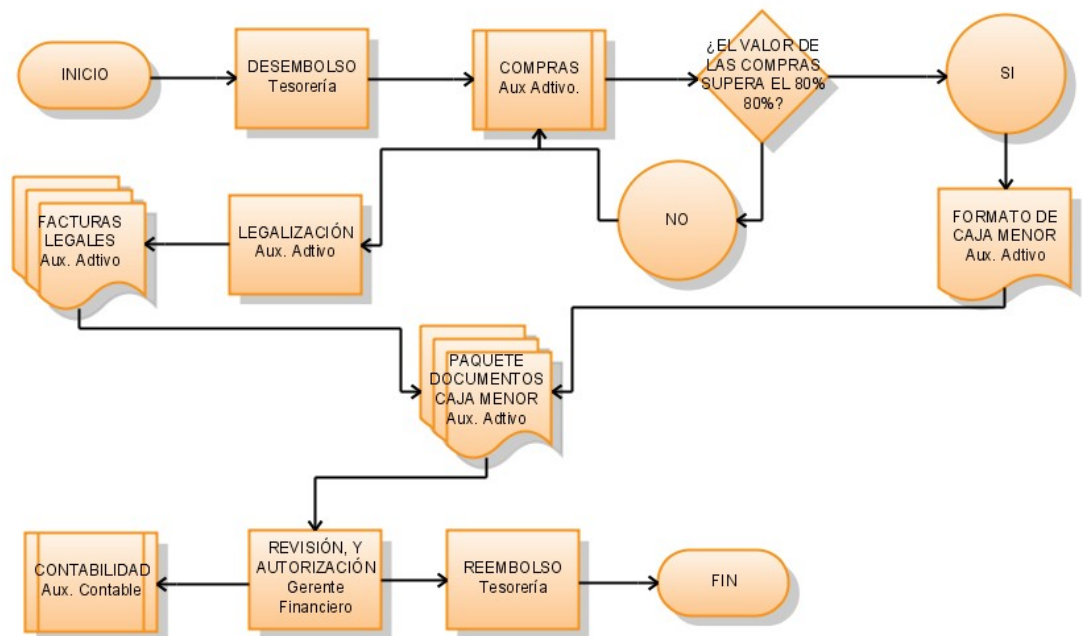 INICIO
DESEMBOLSO
Tesorería
COMPRAS
Aux Adtivo.
¿EL VALOR DE
LAS COMPRAS
SUPERA EL 80%
80%?
SI
FACTURAS
LEGALES
Aux. Adtivo
LEGALIZACIÓN
Aux. Adtivo
NO
FORMATO DE
CAJA MENOR
Aux. Adtivo
PAQUETE
DOCUMENTOS
CAJA MENOR
Aux. Adtivo
CONTABILIDAD
Aux. Contable
REVISIÓN, Y
AUTORIZACIÓN
Gerente
Financiero
REEMBOLSO
Tesorería
FIN